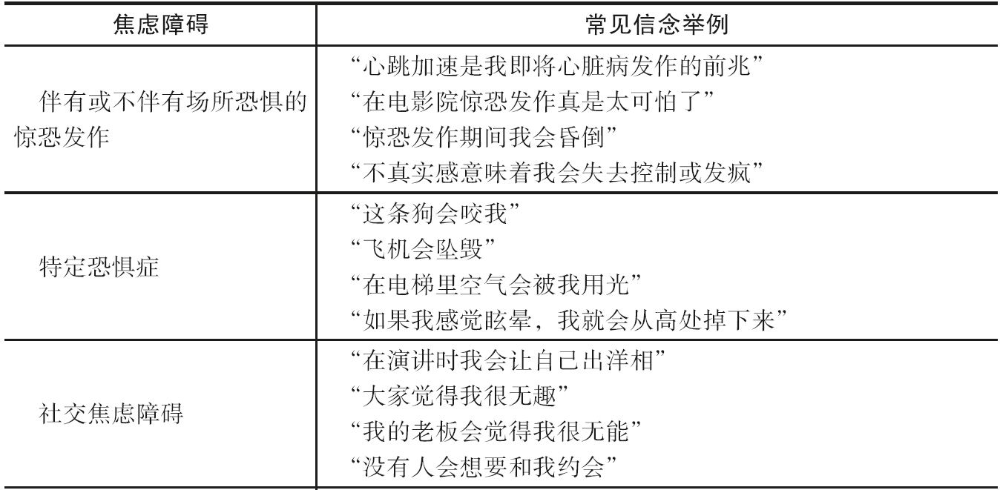 焦虑障碍
常见信念举例
伴有或不伴有场所恐惧的
惊恐发作
“心跳加速是我即将心脏病发作的前兆”
“在电影院惊恐发作真是太可怕了”
“惊恐发作期间我会昏倒”
“不真实感意味着我会失去控制或发疯”
特定恐惧症
“这条狗会咬我”
“飞机会坠毁”
“在电梯里空气会被我用光”
“如果我感觉眩晕，我就会从高处掉下来”
社交焦虑障碍
“在演讲时我会让自己出洋相”
“大家觉得我很无趣”
“我的老板会觉得我很无能”
“没有人会想要和我约会”